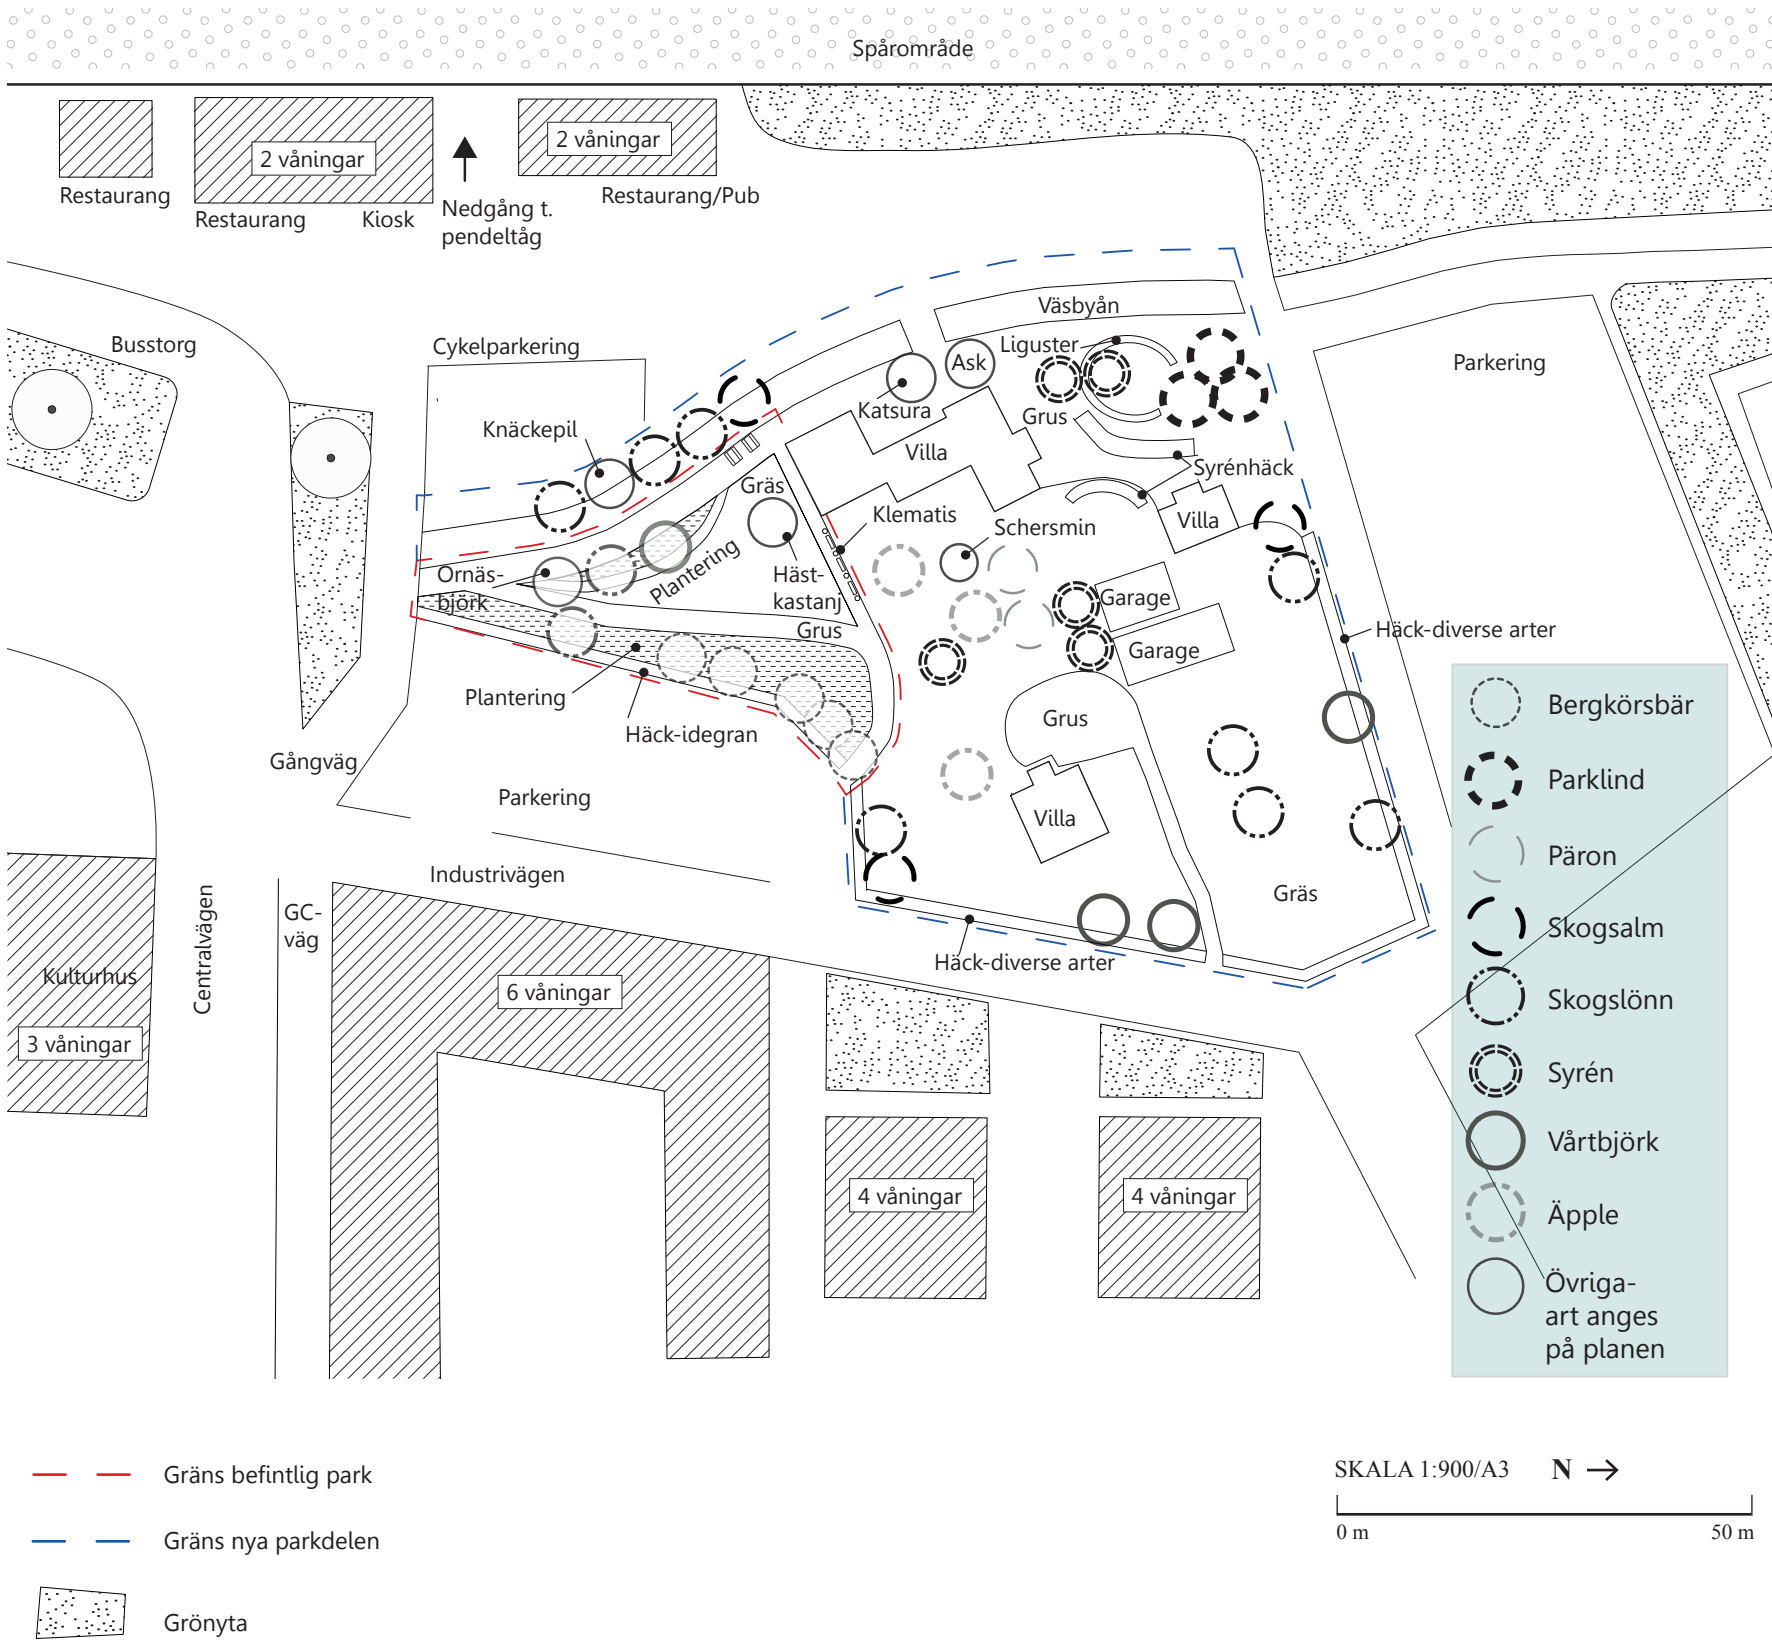 Spårområde
2 våningar
2 våningar
Restaurang
Restaurang
Kiosk
Nedgång t.
pendeltåg
Restaurang/Pub
Busstorg
Cykelparkering
Väsbyån
Liguster
Ask
Katsura
Grus
Parkering
Knäckepil
Villa
Syrénhäck
Gräs
Klematis
Schersmin
Villa
Ornäs-
björk
Plantering
Häst-
kastanj
Garage
Grus
Garage
Häck-diverse arter
Plantering
Häck-idegran
Grus
Gångväg
Parkering
Villa
Industrivägen
Gräs
Centralvägen
GC-
väg
Häck-diverse arter
Kulturhus
6 våningar
3 våningar
4 våningar
4 våningar
Bergkörsbär
Parklind
Päron
Skogsalm
Skogslönn
Syrén
Vårtbjörk
Äpple
Övriga-
art anges
på planen
Gräns befintlig park
Gräns nya parkdelen
Grönyta
SKALA 1:900/A3
N
0 m
50 m